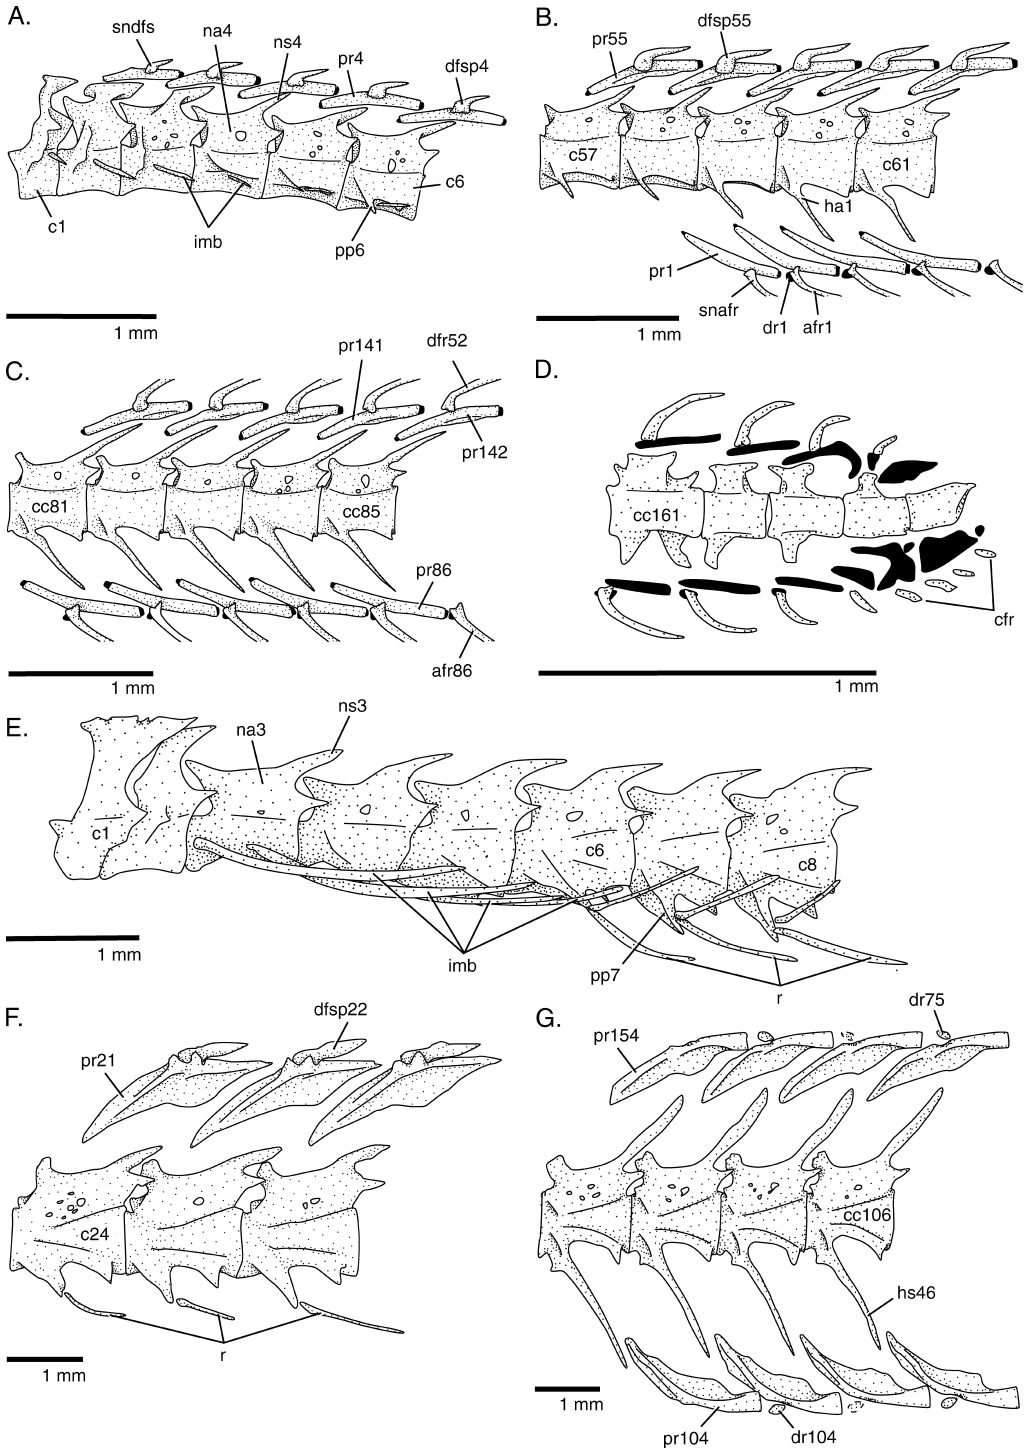 A.
sndfs
na4
ns4
pr4
dfsp4
c1
imb
pp6
c6
1 mm
B.
pr55
dfsp55
c57
c61
ha1
pr1
snafr
dr1
afr1
1 mm
C.
pr141
dfr52
pr142
cc81
cc85
pr86
afr86
1 mm
D.
cc161
cfr
1 mm
E.
na3
ns3
c1
c6
c8
imb
pp7
r
1 mm
F.
pr21
dfsp22
c24
r
1 mm
G.
pr154
dr75
cc106
hs46
pr104
dr104
1 mm